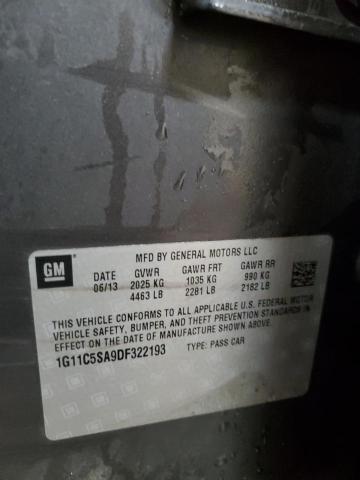 GM
MFD BY GENERAL MOTORS LLC
DATE GVWR GAWR FRT GAWR RR
06/13 2025 KG 1035 KG 990 KG
4463 LB 2281 LB 2182 LB
THIS VEHICLE CONFORMS TO ALL APPLICABLE U.S. FEDERAL MOTOR
VEHICLE SAFETY, BUMPER, AND THEFT PREVENTION STANDARDS IN
EFFECT ON THE DATE OF MANUFACTURE SHOWN ABOVE.
1G11C5SA9DF322193 TYPE: PASS CAR